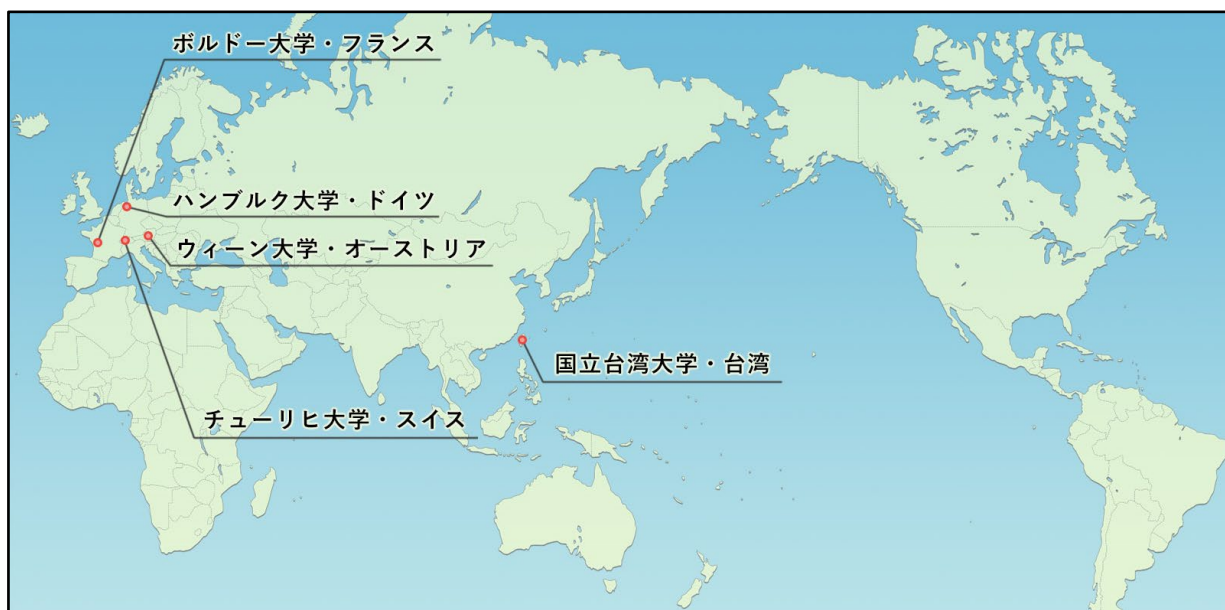 ボルドー大学・フランス
ハンブルク大学・ドイツ
ウィーン大学・オーストリア
国立台湾大学・台湾
チューリヒ大学・スイス